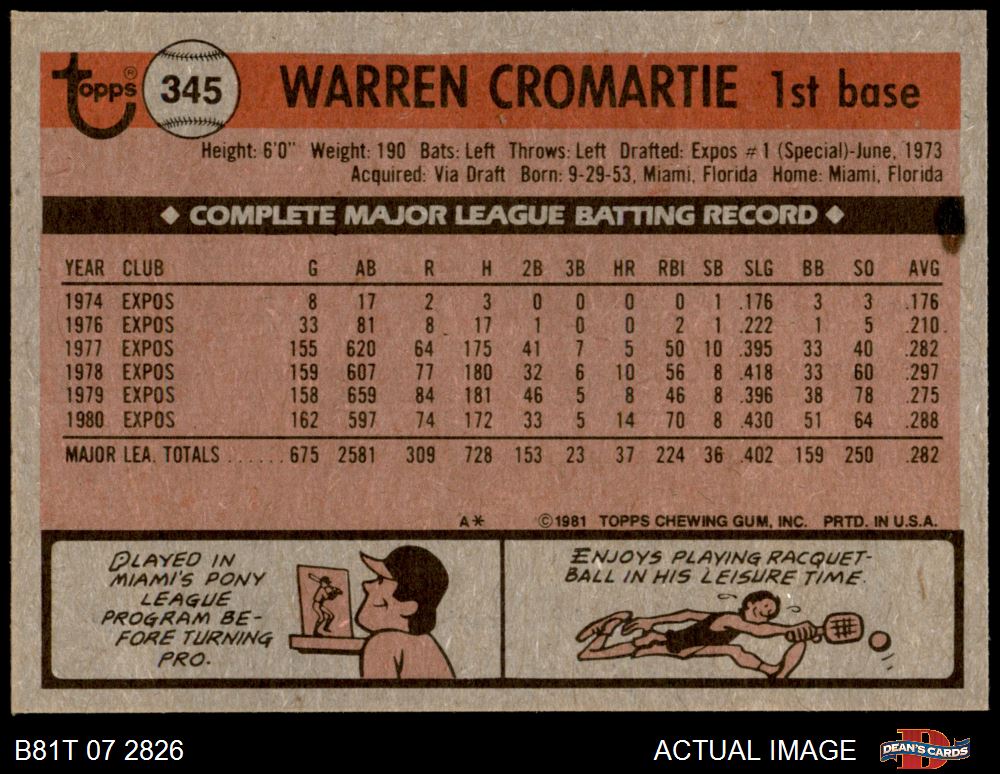 topps® 345 WARREN CROMARTIE 1st base
Height: 6'0" Weight: 190 Bats: Left Throws: Left Drafted: Expos #1 (Special)-June, 1973
Acquired: Via Draft Born: 9-29-53, Miami, Florida Home: Miami, Florida
◆ COMPLETE MAJOR LEAGUE BATTING RECORD ◆
YEAR CLUB G AB R H 2B 3B HR RBI SB SLG BB SO AVG
1974 EXPOS 8 17 2 3 0 0 0 0 1 .176 3 3 .176
1976 EXPOS 33 81 8 17 1 0 0 2 1 .222 1 5 .210
1977 EXPOS 155 620 64 175 41 7 5 50 10 .395 33 40 .282
1978 EXPOS 159 607 77 180 32 6 10 56 8 .418 33 60 .297
1979 EXPOS 158 659 84 181 46 5 8 46 8 .396 38 78 .275
1980 EXPOS 162 597 74 172 33 5 14 70 8 .430 51 64 .288
MAJOR LEA. TOTALS ...... 675 2581 309 728 153 23 37 224 36 .402 159 250 .282
A* ©1981 TOPPS CHEWING GUM, INC. PRTD. IN U.S.A.
PLAYED IN
MIAMI'S PONY
LEAGUE
PROGRAM BE-
FORE TURNING
PRO.
ENJOYS PLAYING RACQUET-
BALL IN HIS LEISURE TIME.
B81T 07 2826 ACTUAL IMAGE DEAN'S CARDS